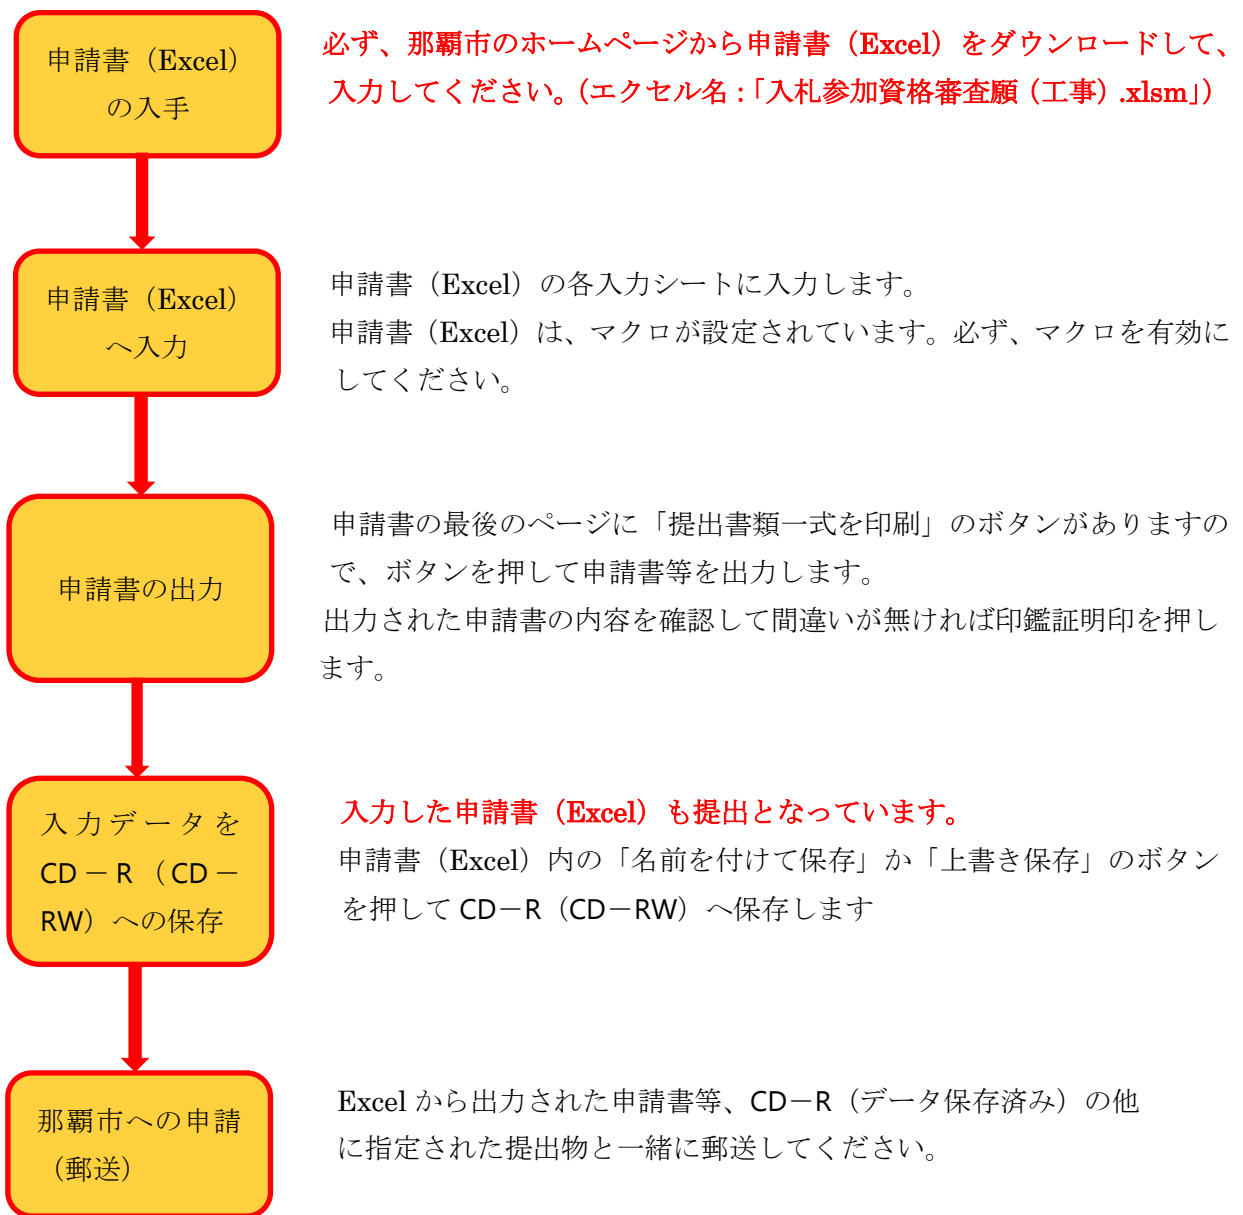 申請書（Excel）
の入手
必ず、那覇市のホームページから申請書（Excel）をダウンロードして、
入力してください。（エクセル名：「入札参加資格審査願（工事）.xlsm」）
申請書（Excel）
へ入力
申請書（Excel）の各入力シートに入力します。
申請書（Excel）は、マクロが設定されています。必ず、マクロを有効に
してください。
申請書の出力
申請書の最後のページに「提出書類一式を印刷」のボタンがありますの
で、ボタンを押して申請書等を出力します。
出力された申請書の内容を確認して間違いが無ければ印鑑証明印を押し
ます。
入力データを
CD－R（CD－
RW）への保存
入力した申請書（Excel）も提出となっています。
申請書（Excel）内の「名前を付けて保存」か「上書き保存」のボタン
を押して CD－R（CD－RW）へ保存します
那覇市への申請
（郵送）
Excel から出力された申請書等、CD－R（データ保存済み）の他
に指定された提出物と一緒に郵送してください。